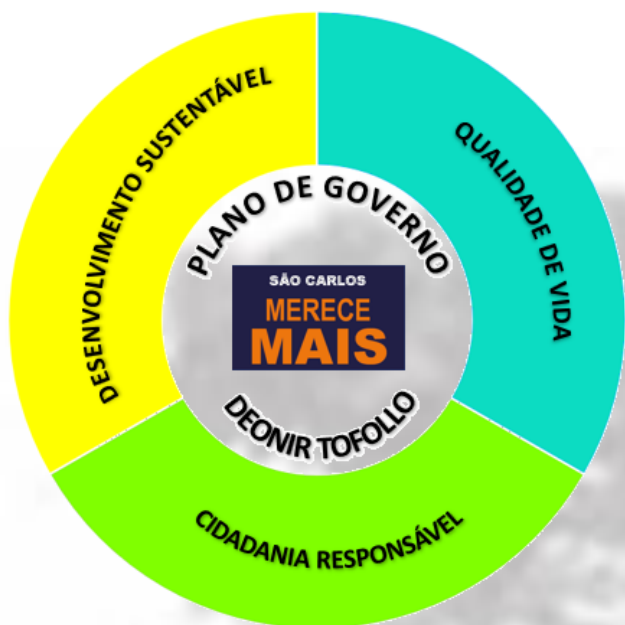 DESENVOLVIMENTO SUSTENTÁVEL
QUALIDADE DE VIDA
PLANO DE GOVERNO
SÃO CARLOS
MERECE
MAIS
DEONIR TOFOLLO
CIDADANIA RESPONSÁVEL